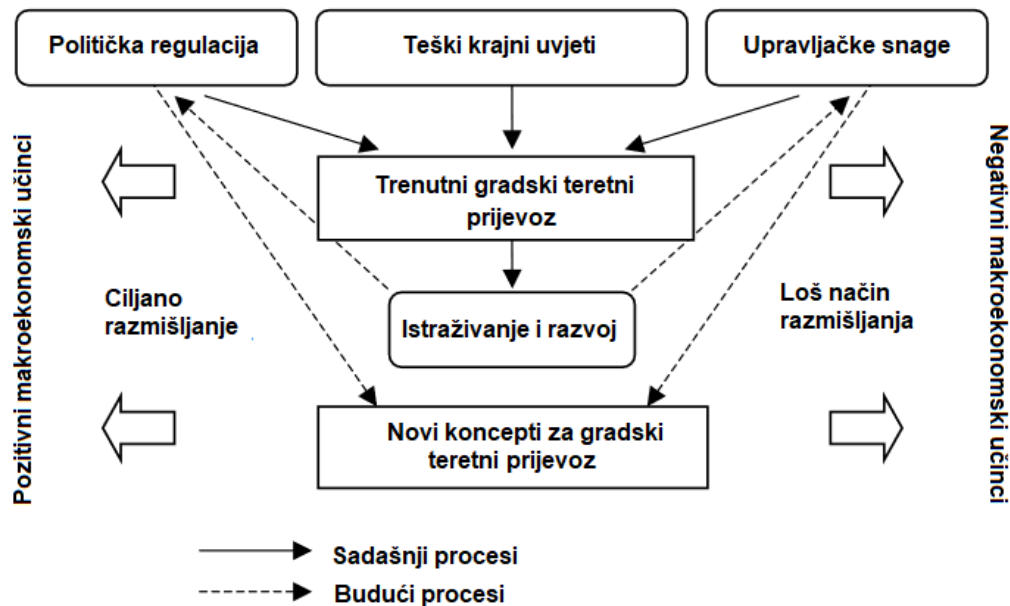 Politička regulacija
Teški krajni uvjeti
Upravljačke snage
Pozitivni makroekonomski učinci
Negativni makroekonomski učinci
Trenutni gradski teretni
prijevoz
Ciljano
razmišljanje
Istraživanje i razvoj
Loš način
razmišljanja
Novi koncepti za gradski
teretni prijevoz
Sadašnji procesi
Budući procesi